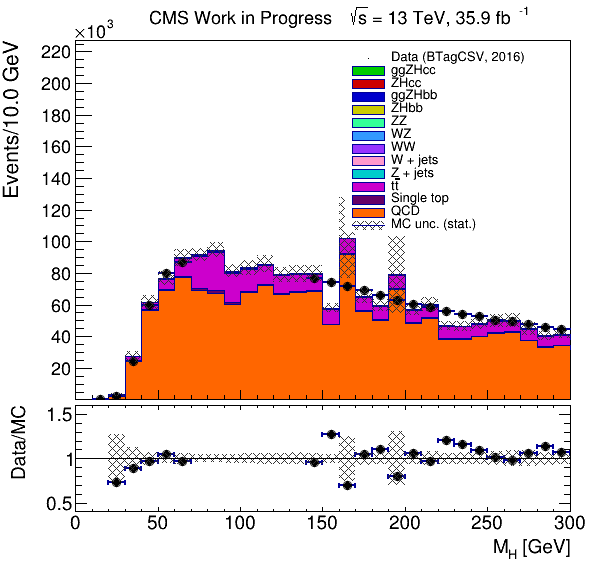 CMS Work in Progress √s = 13 TeV, 35.9 fb⁻¹
×10³
Events/10.0 GeV
220
200
180
160
140
120
100
80
60
40
20
Data (BTagCSV, 2016)
ggZHcc
ZHcc
ggZHbb
ZHbb
ZZ
WZ
WW
W + jets
Z + jets
tt̅
Single top
QCD
MC unc. (stat.)
Data/MC
1.5
1
0.5
0 50 100 150 200 250 300
M_H [GeV]